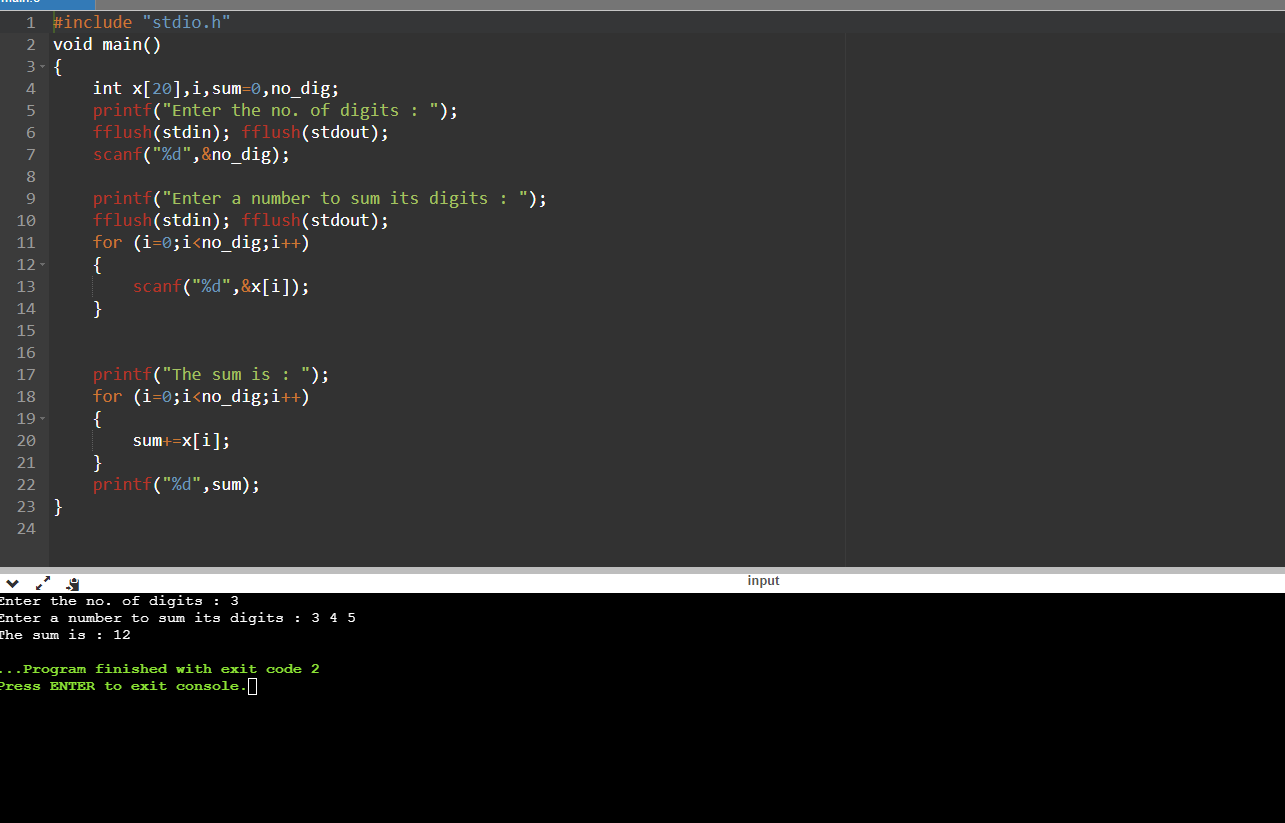 1 #include "stdio.h"
2 void main()
3 {
4 int x[20],i,sum=0,no_dig;
5 printf("Enter the no. of digits : ");
6 fflush(stdin); fflush(stdout);
7 scanf("%d",&no_dig);
8
9 printf("Enter a number to sum its digits : ");
10 fflush(stdin); fflush(stdout);
11 for (i=0;i<no_dig;i++)
12 {
13 scanf("%d",&x[i]);
14 }
15
16
17 printf("The sum is : ");
18 for (i=0;i<no_dig;i++)
19 {
20 sum+=x[i];
21 }
22 printf("%d",sum);
23 }
24
input
Enter the no. of digits : 3
Enter a number to sum its digits : 3 4 5
The sum is : 12
...Program finished with exit code 2
Press ENTER to exit console.